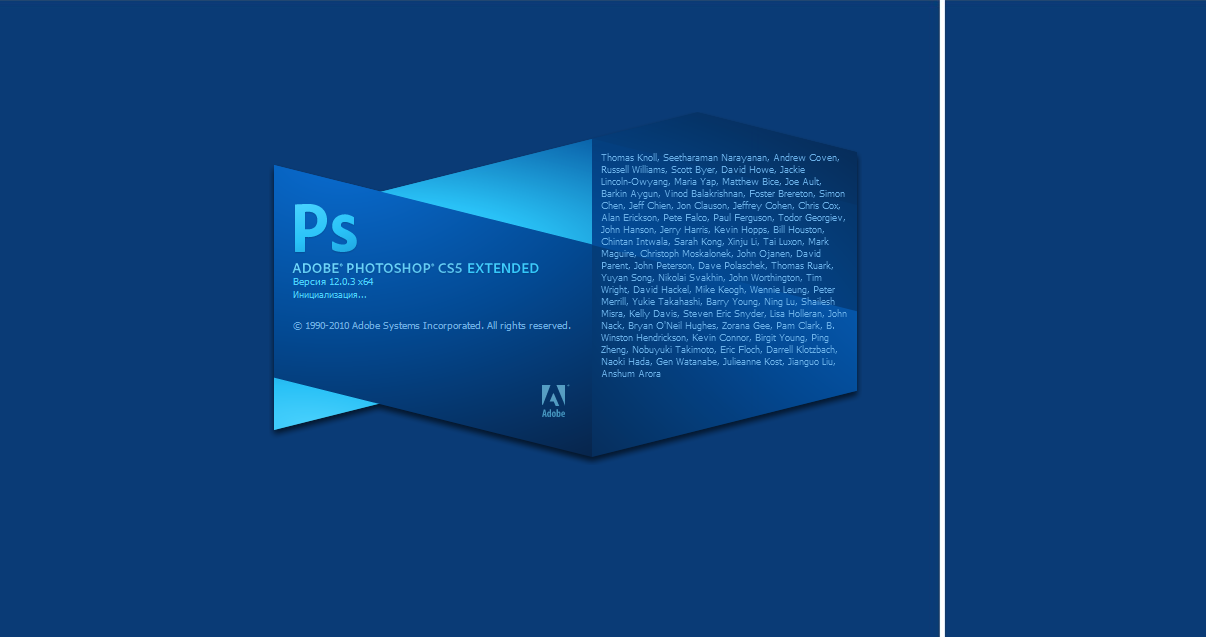 Ps
ADOBE® PHOTOSHOP® CS5 EXTENDED
Версия 12.0.3 x64
Инициализация...
© 1990-2010 Adobe Systems Incorporated. All rights reserved.
Adobe
Thomas Knoll, Seetharaman Narayanan, Andrew Coven,
Russell Williams, Scott Byer, David Howe, Jackie
Lincoln-Owyang, Maria Yap, Matthew Bice, Joe Ault,
Barkin Aygun, Vinod Balakrishnan, Foster Brereton, Simon
Chen, Jeff Chien, Jon Clauson, Jeffrey Cohen, Chris Cox,
Alan Erickson, Pete Falco, Paul Ferguson, Todor Georgiev,
John Hanson, Jerry Harris, Kevin Hopps, Bill Houston,
Chintan Intwala, Sarah Kong, Xinju Li, Tai Luxon, Mark
Maguire, Christoph Moskalonek, John Ojanen, David
Parent, John Peterson, Dave Polaschek, Thomas Ruark,
Yuyan Song, Nikolai Svakhin, John Worthington, Tim
Wright, David Hackel, Mike Keogh, Wennie Leung, Peter
Merrill, Yukie Takahashi, Barry Young, Ning Lu, Shailesh
Misra, Kelly Davis, Steven Eric Snyder, Lisa Holleran, John
Nack, Bryan O'Neil Hughes, Zorana Gee, Pam Clark, B.
Winston Hendrickson, Kevin Connor, Birgit Young, Ping
Zheng, Nobuyuki Takimoto, Eric Floch, Darrell Klotzbach,
Naoki Hada, Gen Watanabe, Julieanne Kost, Jianguo Liu,
Anshum Arora